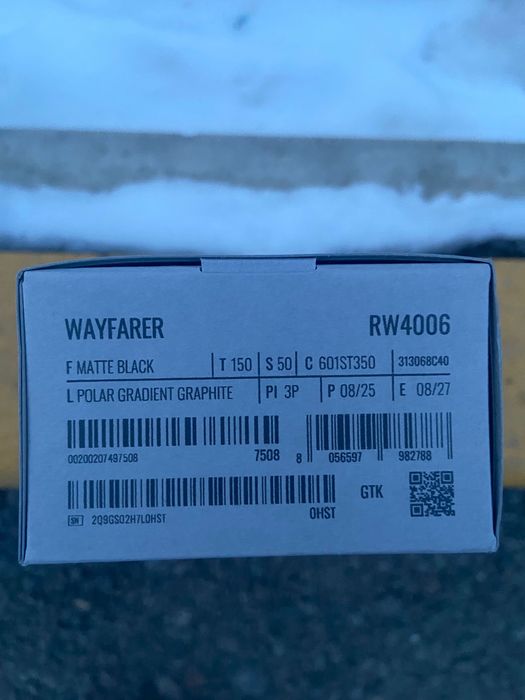 WAYFARER RW4006
F MATTE BLACK T 150 S 50 C 601ST350 313068C40
L POLAR GRADIENT GRAPHITE PI 3P P 08/25 E 08/27
00200207497508 7508 8 056597 982788
GTK
SN 2Q9GS02H7L0HST 0HST